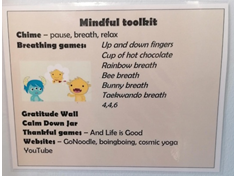 Mindful toolkit
Chime – pause, breath, relax
Breathing games: Up and down fingers
Cup of hot chocolate
Rainbow breath
Bee breath
Bunny breath
Taekwando breath
4,4,6
Gratitude Wall
Calm Down Jar
Thankful games – And Life is Good
Websites – GoNoodle, boingboing, cosmic yoga
YouTube